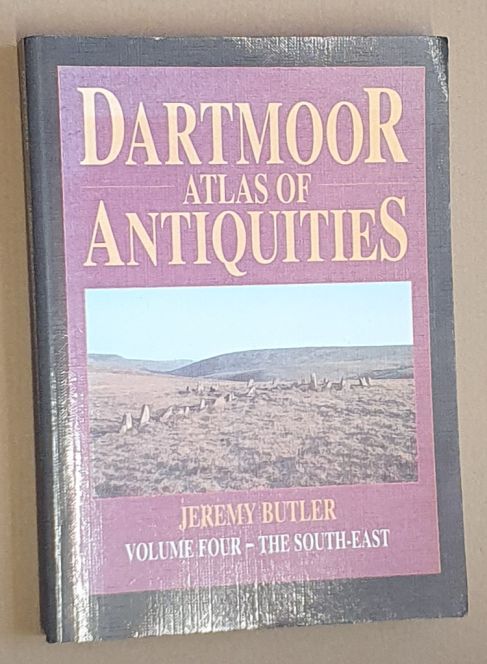 DARTMOOR
ATLAS OF
ANTIQUITIES
JEREMY BUTLER
VOLUME FOUR - THE SOUTH-EAST